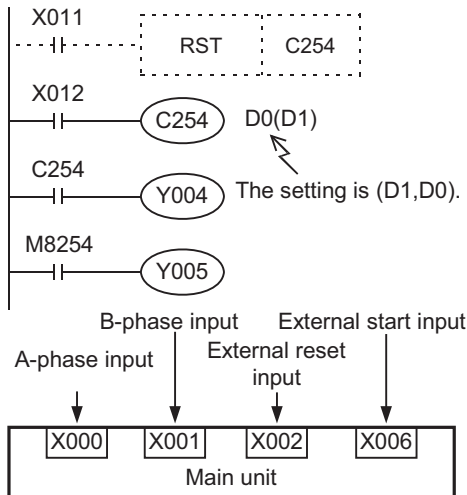 X011
RST C254
X012
C254 D0(D1)
C254
Y004 The setting is (D1,D0).
M8254
Y005
B-phase input External start input
A-phase input External reset
input
X000 X001 X002 X006
Main unit